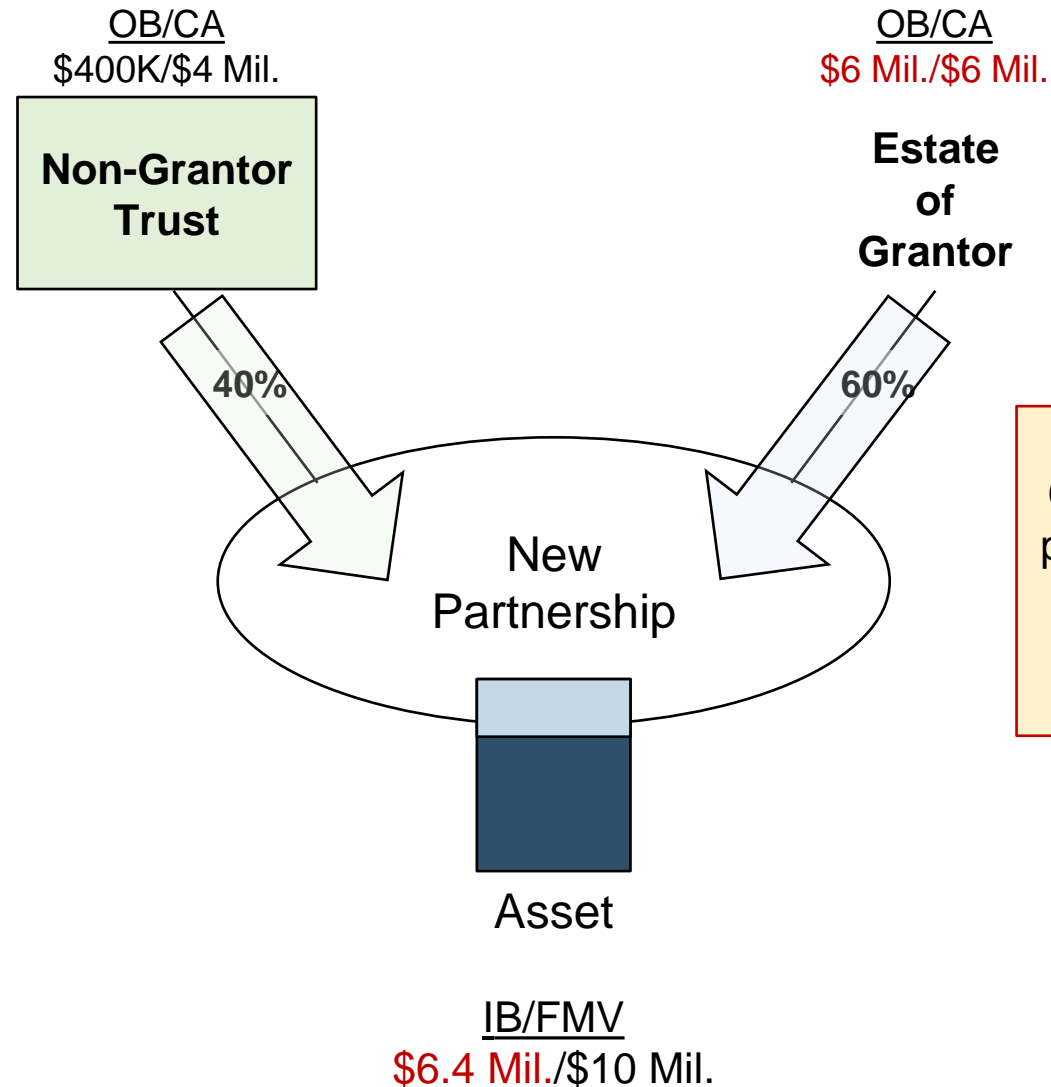 OB/CA
$400K/$4 Mil.
OB/CA
$6 Mil./$6 Mil.
Non-Grantor
Trust
Estate
of
Grantor
40%
60%
New
Partnership
Asset
IB/FMV
$6.4 Mil./$10 Mil.